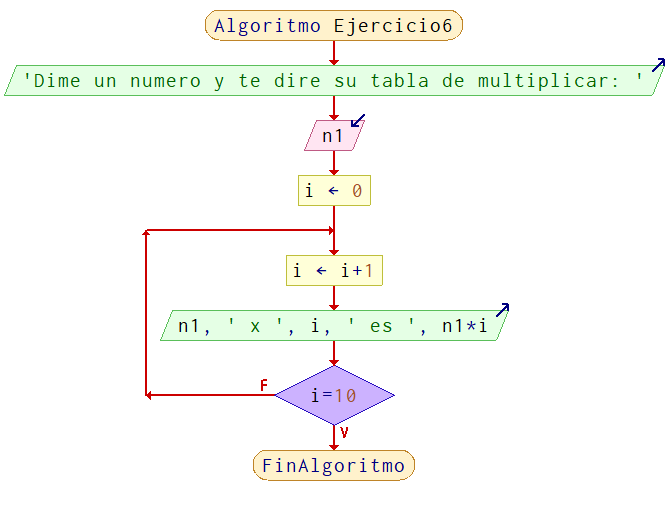 Algoritmo Ejercicio6
'Dime un numero y te dire su tabla de multiplicar: '
n1
i ← 0
i ← i+1
n1, ' x ', i, ' es ', n1*i
i=10
F
V
FinAlgoritmo